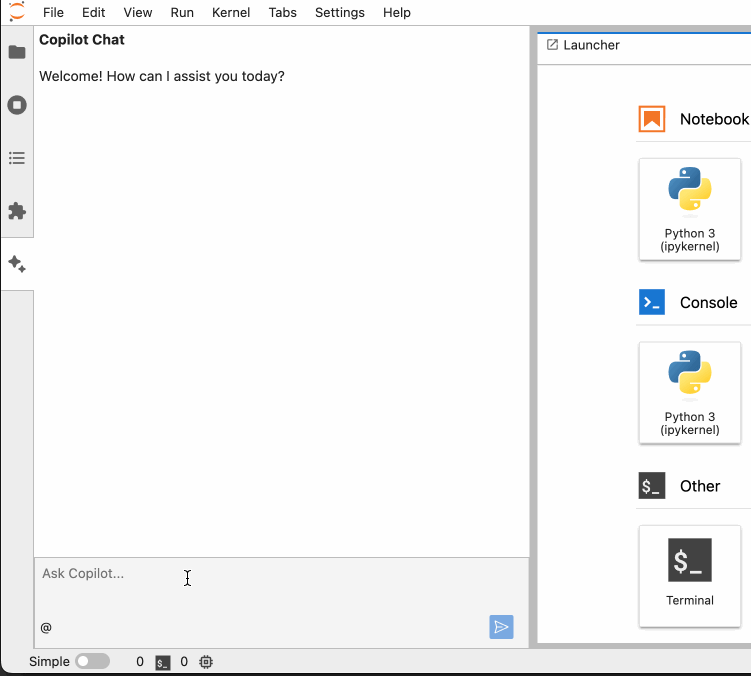 File Edit View Run Kernel Tabs Settings Help
Copilot Chat
Welcome! How can I assist you today?
Ask Copilot...
@
Launcher
Notebook
Python 3
(ipykernel)
>_ Console
Python 3
(ipykernel)
$_ Other
$_
Terminal
Simple 0 $_ 0